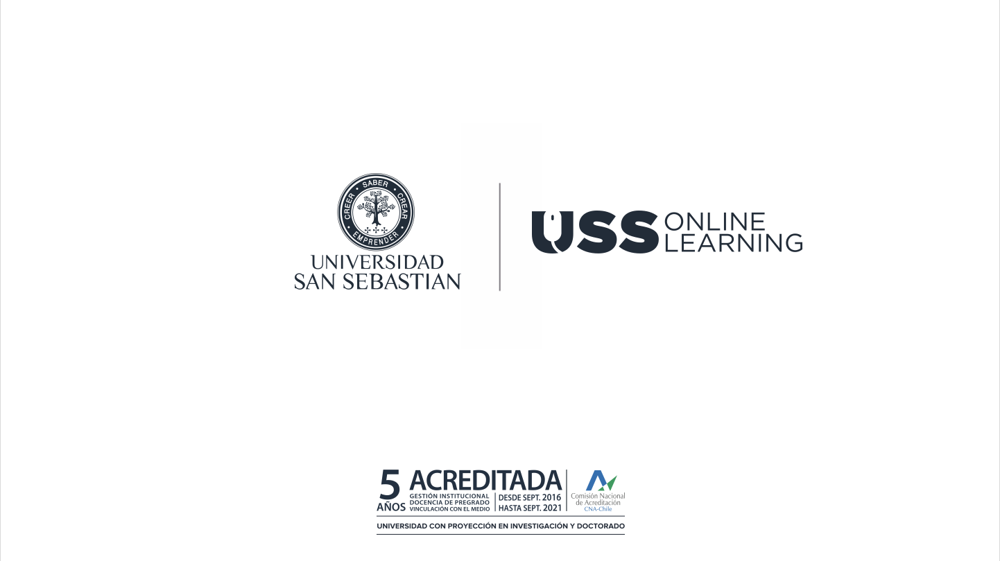 CREER • SABER • CREAR • EMPRENDER •
UNIVERSIDAD
SAN SEBASTIAN
USS ONLINE
LEARNING
5 AÑOS
ACREDITADA
GESTIÓN INSTITUCIONAL
DOCENCIA DE PREGRADO
VINCULACIÓN CON EL MEDIO
DESDE SEPT. 2016
HASTA SEPT. 2021
Comisión Nacional
de Acreditación
CNA-Chile
UNIVERSIDAD CON PROYECCIÓN EN INVESTIGACIÓN Y DOCTORADO